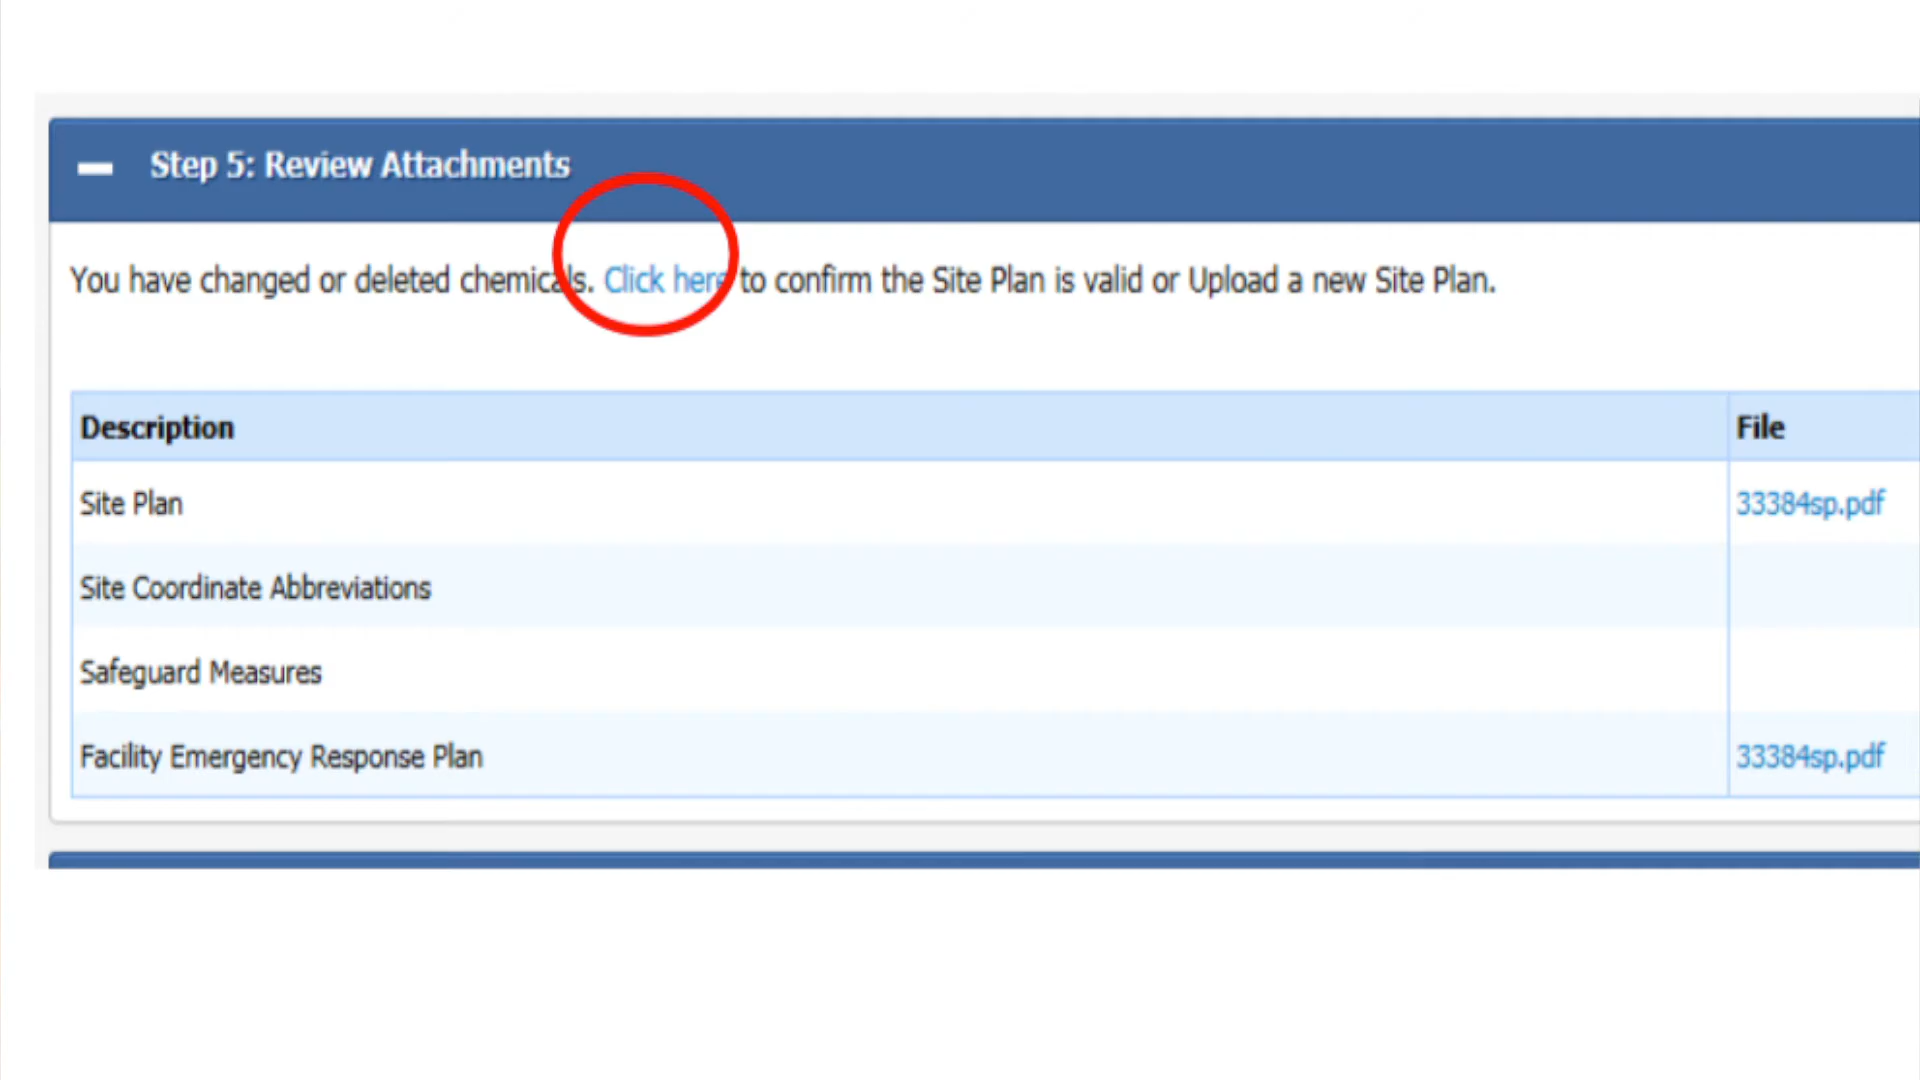 Step 5: Review Attachments
You have changed or deleted chemicals. Click here to confirm the Site Plan is valid or Upload a new Site Plan.
Description File
Site Plan 33384sp.pdf
Site Coordinate Abbreviations
Safeguard Measures
Facility Emergency Response Plan 33384sp.pdf